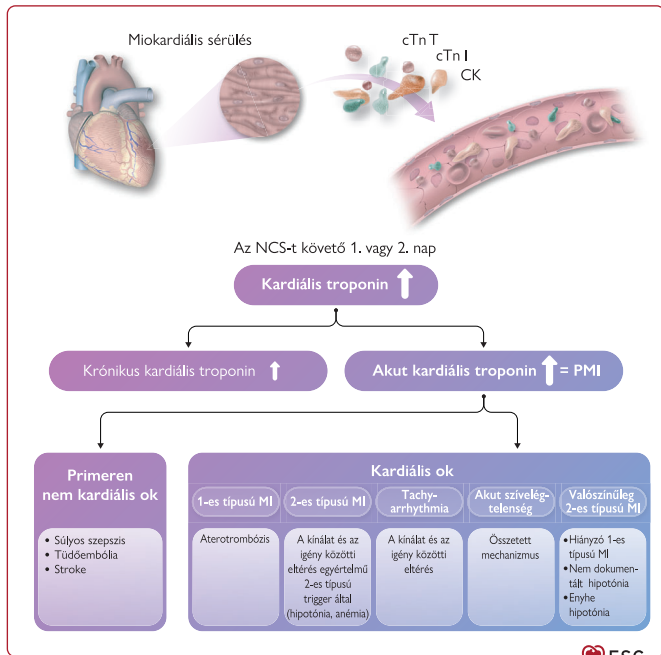 Miokardiális sérülés
cTn T
cTn I
CK
Az NCS-t követő 1. vagy 2. nap
Kardiális troponin
Krónikus kardiális troponin
Akut kardiális troponin = PMI
Primeren
nem kardiális ok
• Súlyos szepszis
• Tüdőembólia
• Stroke
Kardiális ok
1-es típusú MI
Aterotrombózis
2-es típusú MI
A kínálat és az
igény közötti
eltérés egyértelmű
2-es típusú
trigger által
(hipotónia, anémia)
Tachy-
arrhythmia
A kínálat és az
igény közötti
eltérés
Akut szívelég-
telenség
Összetett
mechanizmus
Valószínűleg
2-es típusú MI
•Hiányzó 1-es
típusú MI
•Nem dokumen-
tált hipotónia
•Enyhe
hipotónia